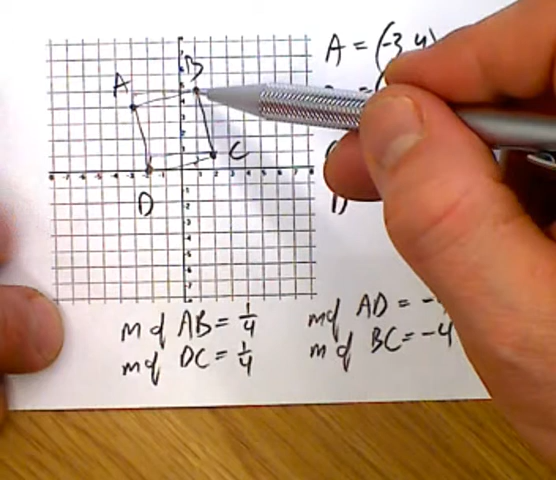 A
B
C
D
A = (-3 4)
m of AB = 1/4
m of DC = 1/4
m of AD = -
m of BC = -4